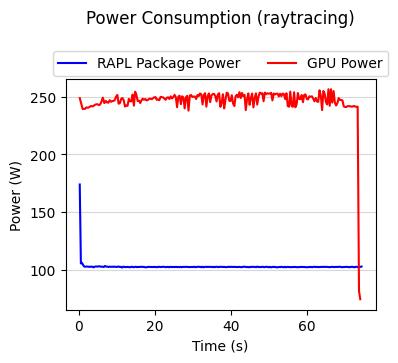 Power Consumption (raytracing)
RAPL Package Power GPU Power
250
200
150
100
Power (W)
0 20 40 60
Time (s)